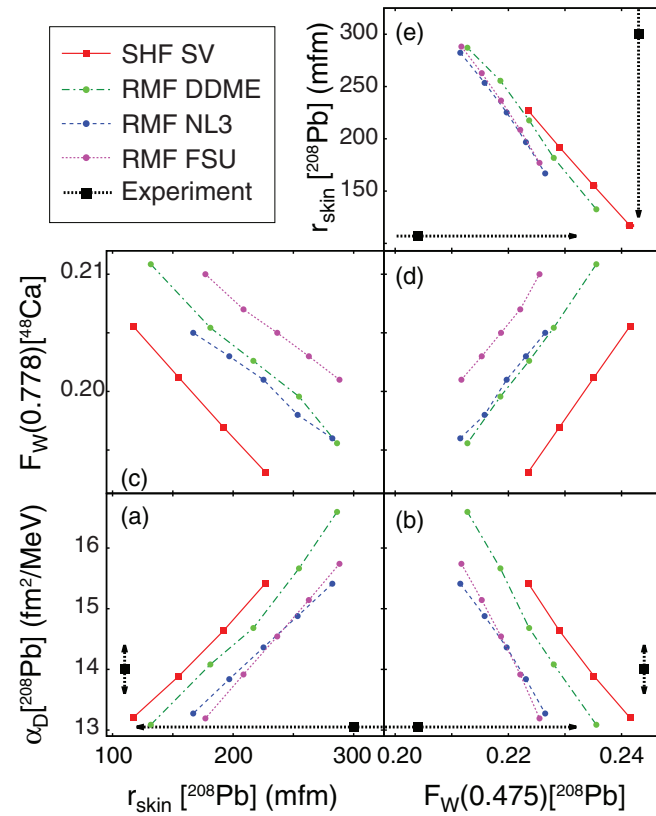 SHF SV
RMF DDME
RMF NL3
RMF FSU
Experiment
(e)
300
250
200
150
r_skin [²⁰⁸Pb] (mfm)
(c)
0.21
0.20
F_W(0.778)[⁴⁸Ca]
(d)
(a)
16
15
14
13
α_D[²⁰⁸Pb] (fm²/MeV)
(b)
200
300
r_skin [²⁰⁸Pb] (mfm)
0.20
0.22
0.24
F_W(0.475)[²⁰⁸Pb]